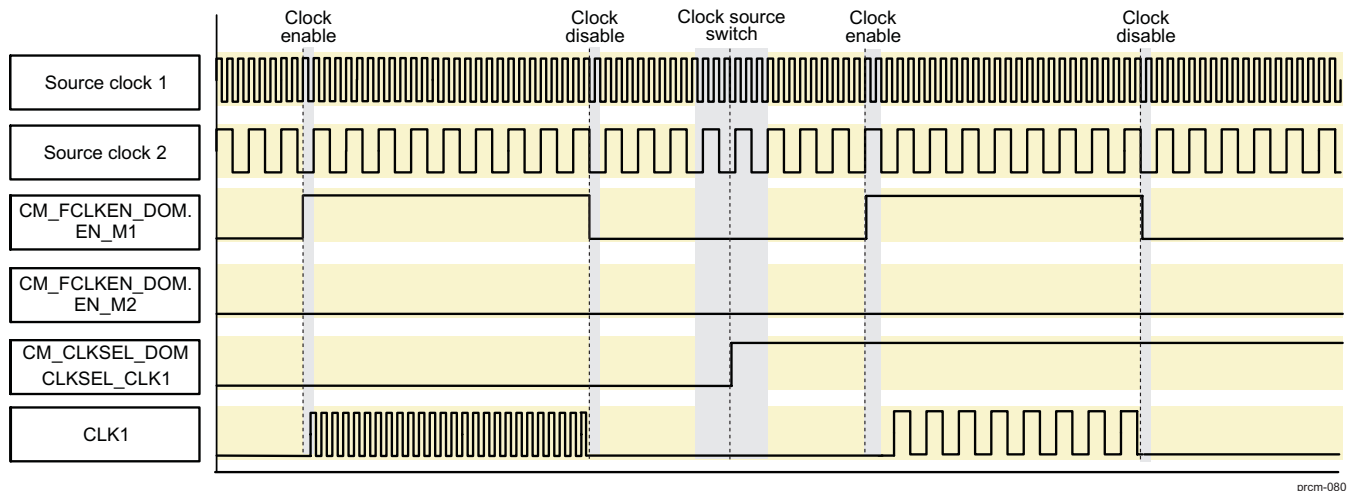 Clock
enable
Clock
disable
Clock source
switch
Clock
enable
Clock
disable
Source clock 1
Source clock 2
CM_FCLKEN_DOM.
EN_M1
CM_FCLKEN_DOM.
EN_M2
CM_CLKSEL_DOM
CLKSEL_CLK1
CLK1
prcm-080